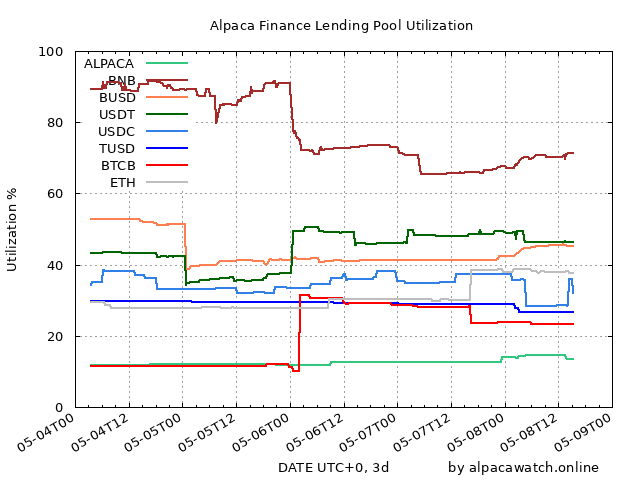 Alpaca Finance Lending Pool Utilization
Utilization %
100
80
60
40
20
0
ALPACA
BNB
BUSD
USDT
USDC
TUSD
BTCB
ETH
05-04T00
05-04T12
05-05T00
05-05T12
05-06T00
05-06T12
05-07T00
05-07T12
05-08T00
05-08T12
05-09T00
DATE UTC+0, 3d
by alpacawatch.online